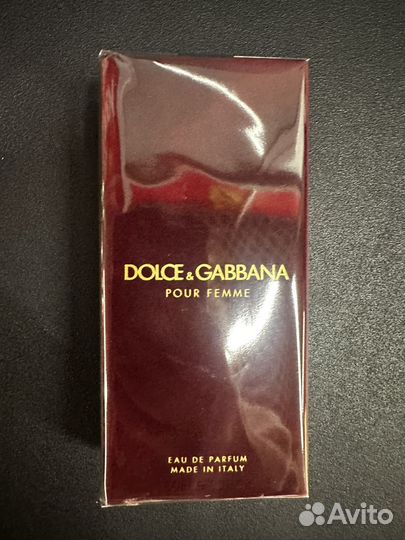 DOLCE & GABBANA
POUR FEMME
EAU DE PARFUM
MADE IN ITALY
Avito